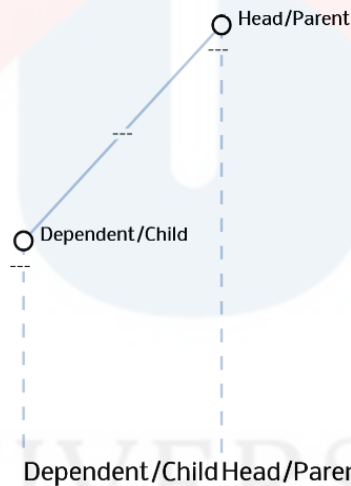 Head/Parent
---
---
Dependent/Child
---
Dependent/Child Head/Paren